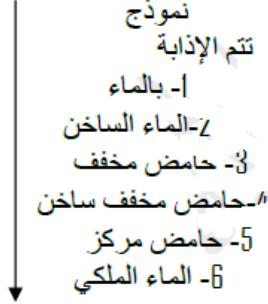 نموذج
تتم الإذابة
1- بالماء
2-الماء الساخن
3- حامض مخفف
4-حامض مخفف ساخن
5- حامض مركز
6- الماء الملكي